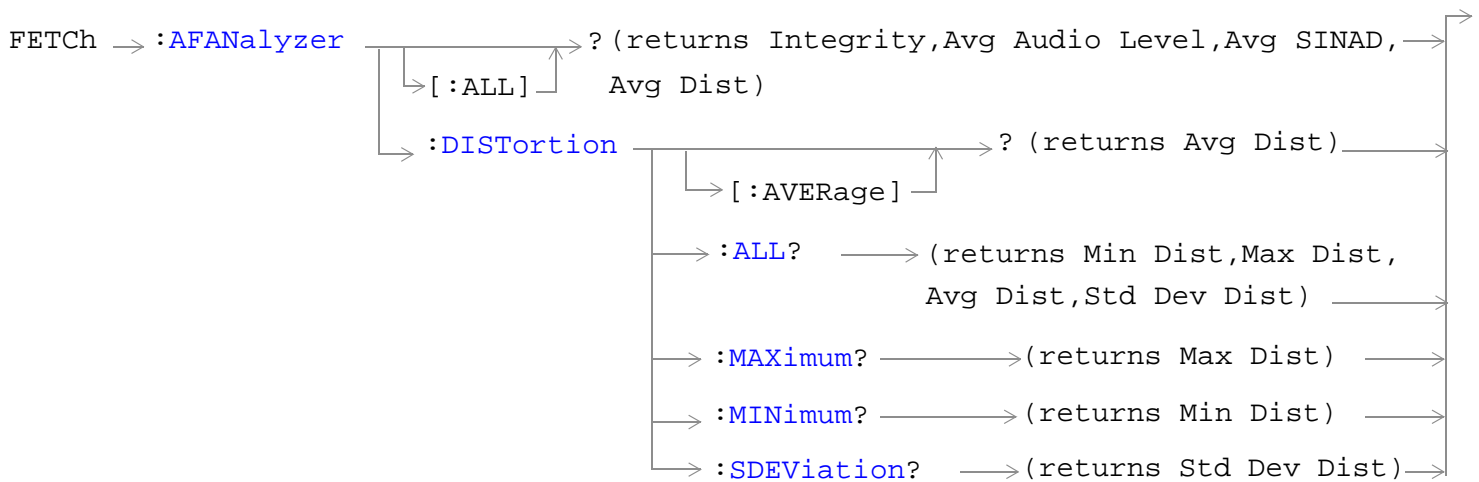 FETCh :AFANalyzer ? (returns Integrity,Avg Audio Level,Avg SINAD,
[:ALL] Avg Dist)
:DISTortion ? (returns Avg Dist)
[:AVERage]
:ALL? (returns Min Dist,Max Dist,
Avg Dist,Std Dev Dist)
:MAXimum? (returns Max Dist)
:MINimum? (returns Min Dist)
:SDEViation? (returns Std Dev Dist)